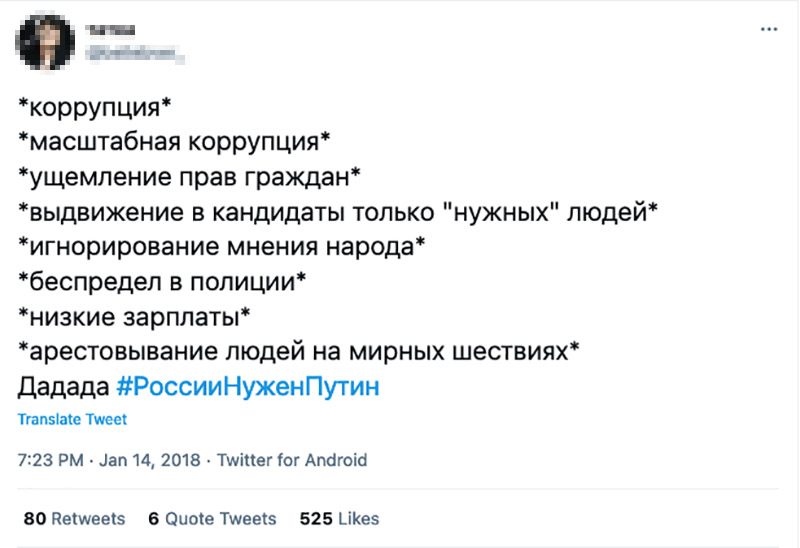 *коррупция*
*масштабная коррупция*
*ущемление прав граждан*
*выдвижение в кандидаты только "нужных" людей*
*игнорирование мнения народа*
*беспредел в полиции*
*низкие зарплаты*
*арестовывание людей на мирных шествиях*
Дадада #РоссииНуженПутин
Translate Tweet
7:23 PM · Jan 14, 2018 · Twitter for Android
80 Retweets 6 Quote Tweets 525 Likes